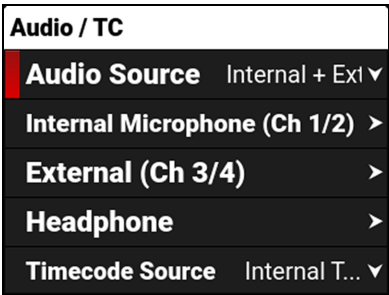 Audio / TC
Audio Source Internal + Ext
Internal Microphone (Ch 1/2)
External (Ch 3/4)
Headphone
Timecode Source Internal T...